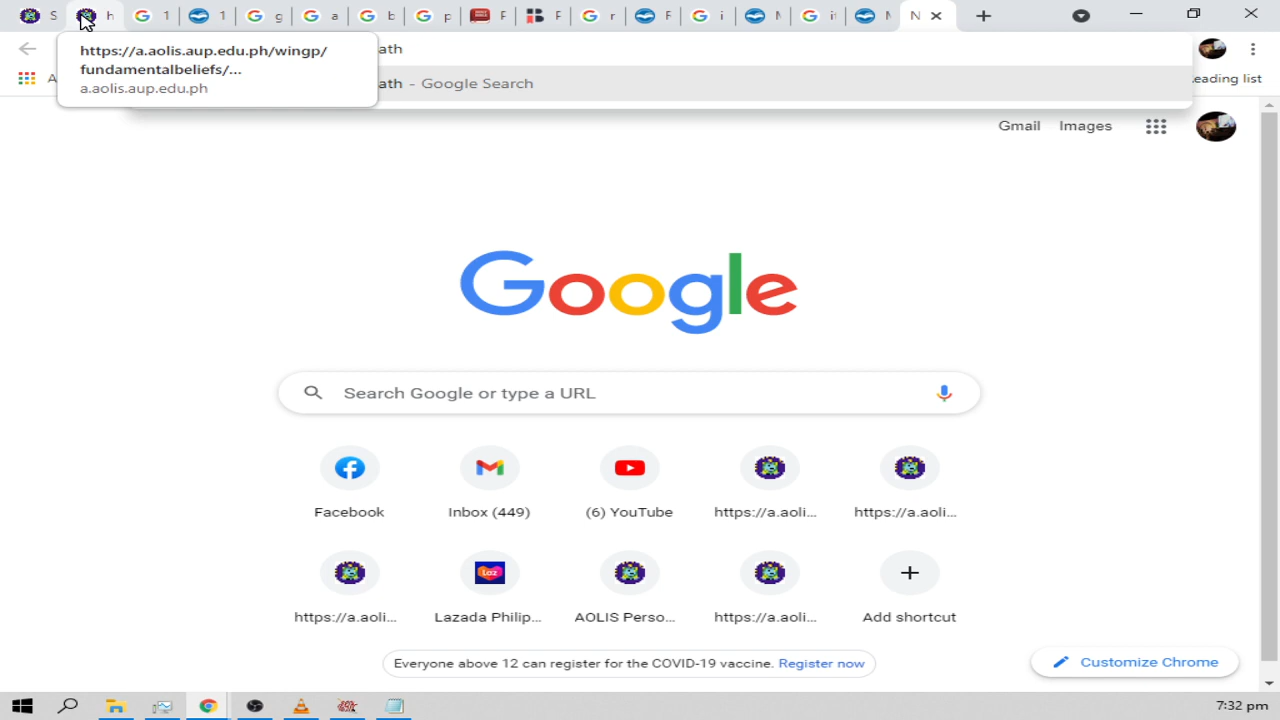 S
h
G 1
1
G g
G a
G b
G p
F
F
G r
F
G i
M
G it
M
N
https://a.aolis.aup.edu.ph/wingp/
fundamentalbeliefs/...
a.aolis.aup.edu.ph
ath
ath - Google Search
A
eading list
Gmail Images
Google
Search Google or type a URL
Facebook
Inbox (449)
(6) YouTube
https://a.aoli...
https://a.aoli...
https://a.aoli...
Lazada Philip...
AOLIS Perso...
https://a.aoli...
Add shortcut
Everyone above 12 can register for the COVID-19 vaccine. Register now
Customize Chrome
7:32 pm